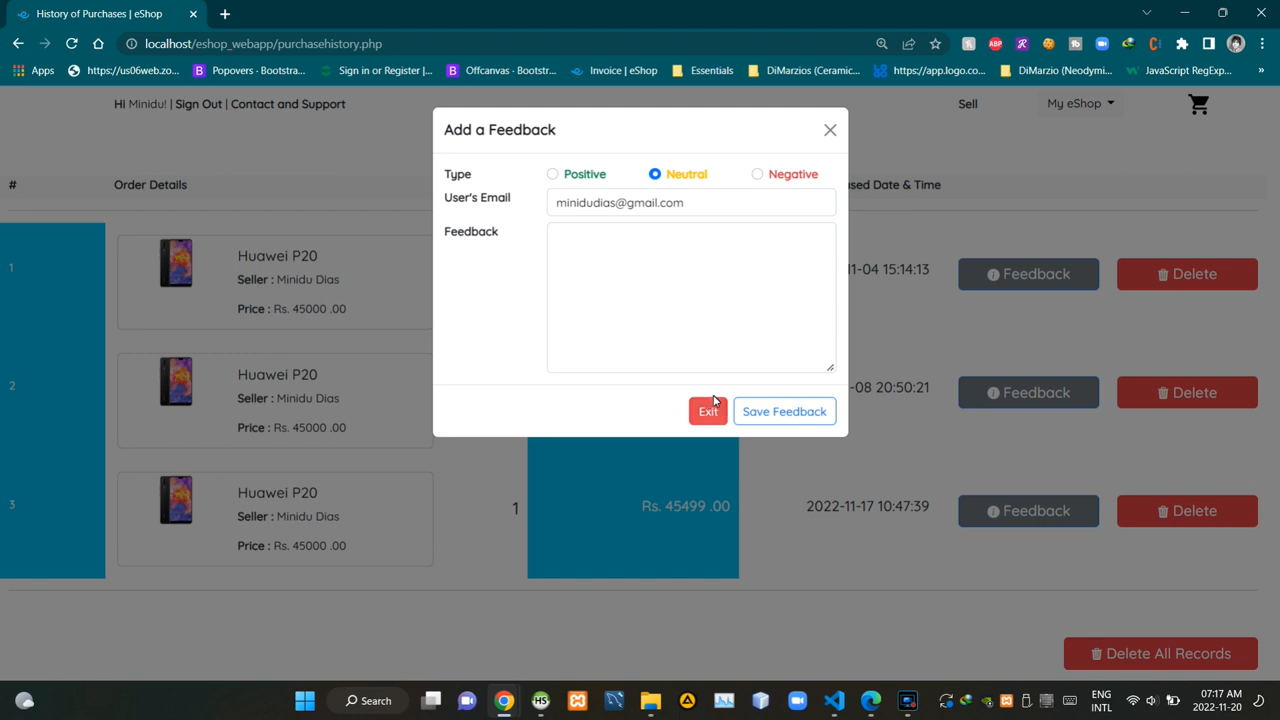 History of Purchases | eShop
localhost/eshop_webapp/purchasehistory.php
Apps
https://us06web.zo...
Popovers · Bootstra...
Sign in or Register |...
Offcanvas · Bootstr...
Invoice | eShop
Essentials
DiMarzios (Ceramic...
https://app.logo.co...
DiMarzio (Neodymi...
JavaScript RegExp...
»
Hi Minidu! | Sign Out | Contact and Support
Sell
My eShop
Add a Feedback
Type
Positive
Neutral
Negative
User's Email
minidudias@gmail.com
Feedback
Exit
Save Feedback
#
Order Details
ased Date & Time
1
Huawei P20
Seller : Minidu Dias
Price : Rs. 45000 .00
11-04 15:14:13
Feedback
Delete
2
Huawei P20
Seller : Minidu Dias
Price : Rs. 45000 .00
-08 20:50:21
Feedback
Delete
3
Huawei P20
Seller : Minidu Dias
Price : Rs. 45000 .00
1
Rs. 45499 .00
2022-11-17 10:47:39
Feedback
Delete
Delete All Records
Search
ENG
INTL
07:17 AM
2022-11-20